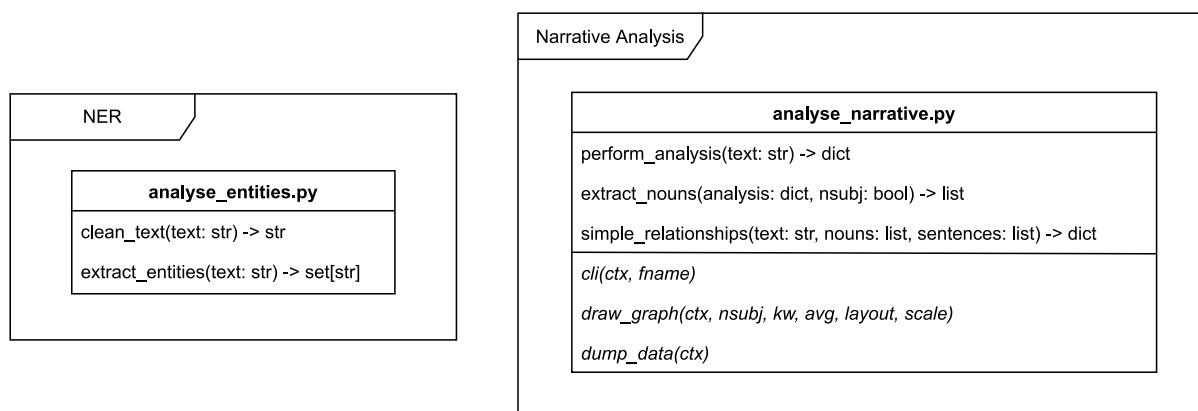 NER
analyse_entities.py
clean_text(text: str) -> str
extract_entities(text: str) -> set[str]
Narrative Analysis
analyse_narrative.py
perform_analysis(text: str) -> dict
extract_nouns(analysis: dict, nsubj: bool) -> list
simple_relationships(text: str, nouns: list, sentences: list) -> dict
cli(ctx, fname)
draw_graph(ctx, nsubj, kw, avg, layout, scale)
dump_data(ctx)